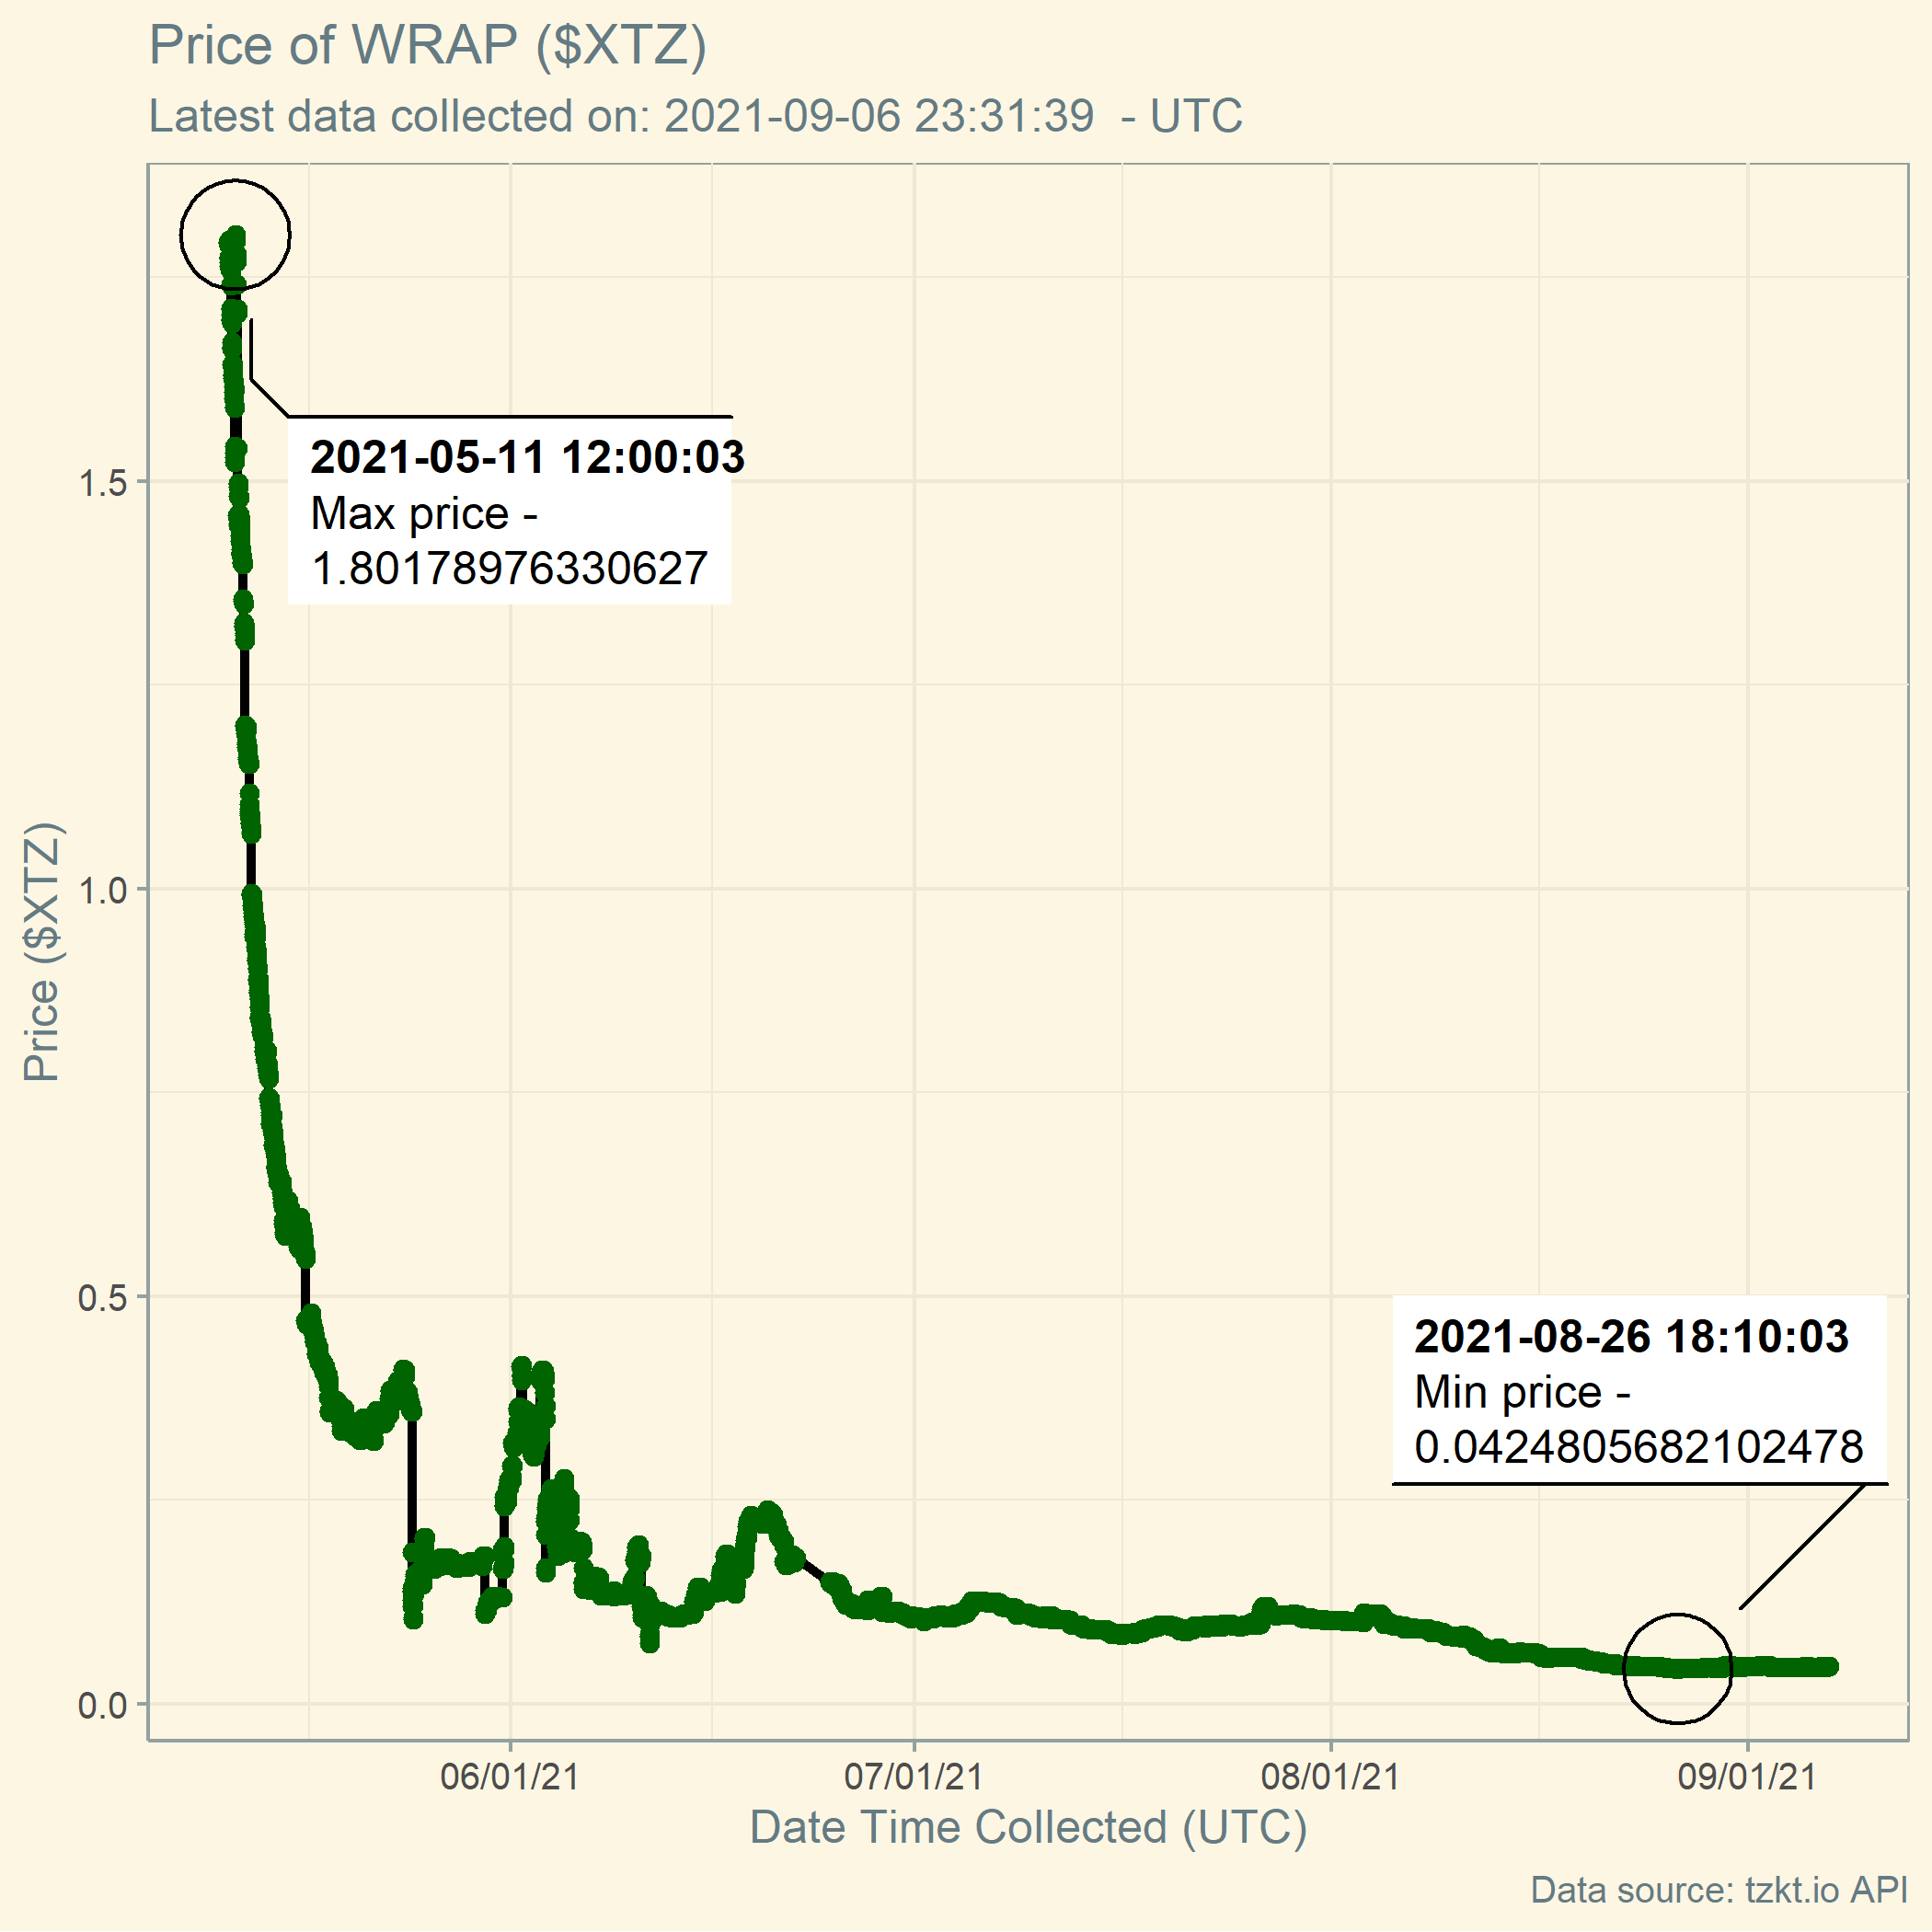 Price of WRAP ($XTZ)
Latest data collected on: 2021-09-06 23:31:39  - UTC
2021-05-11 12:00:03
Max price -
1.80178976330627
1.5
1.0
0.5
0.0
Price ($XTZ)
2021-08-26 18:10:03
Min price -
0.0424805682102478
06/01/21
07/01/21
08/01/21
09/01/21
Date Time Collected (UTC)
Data source: tzkt.io API